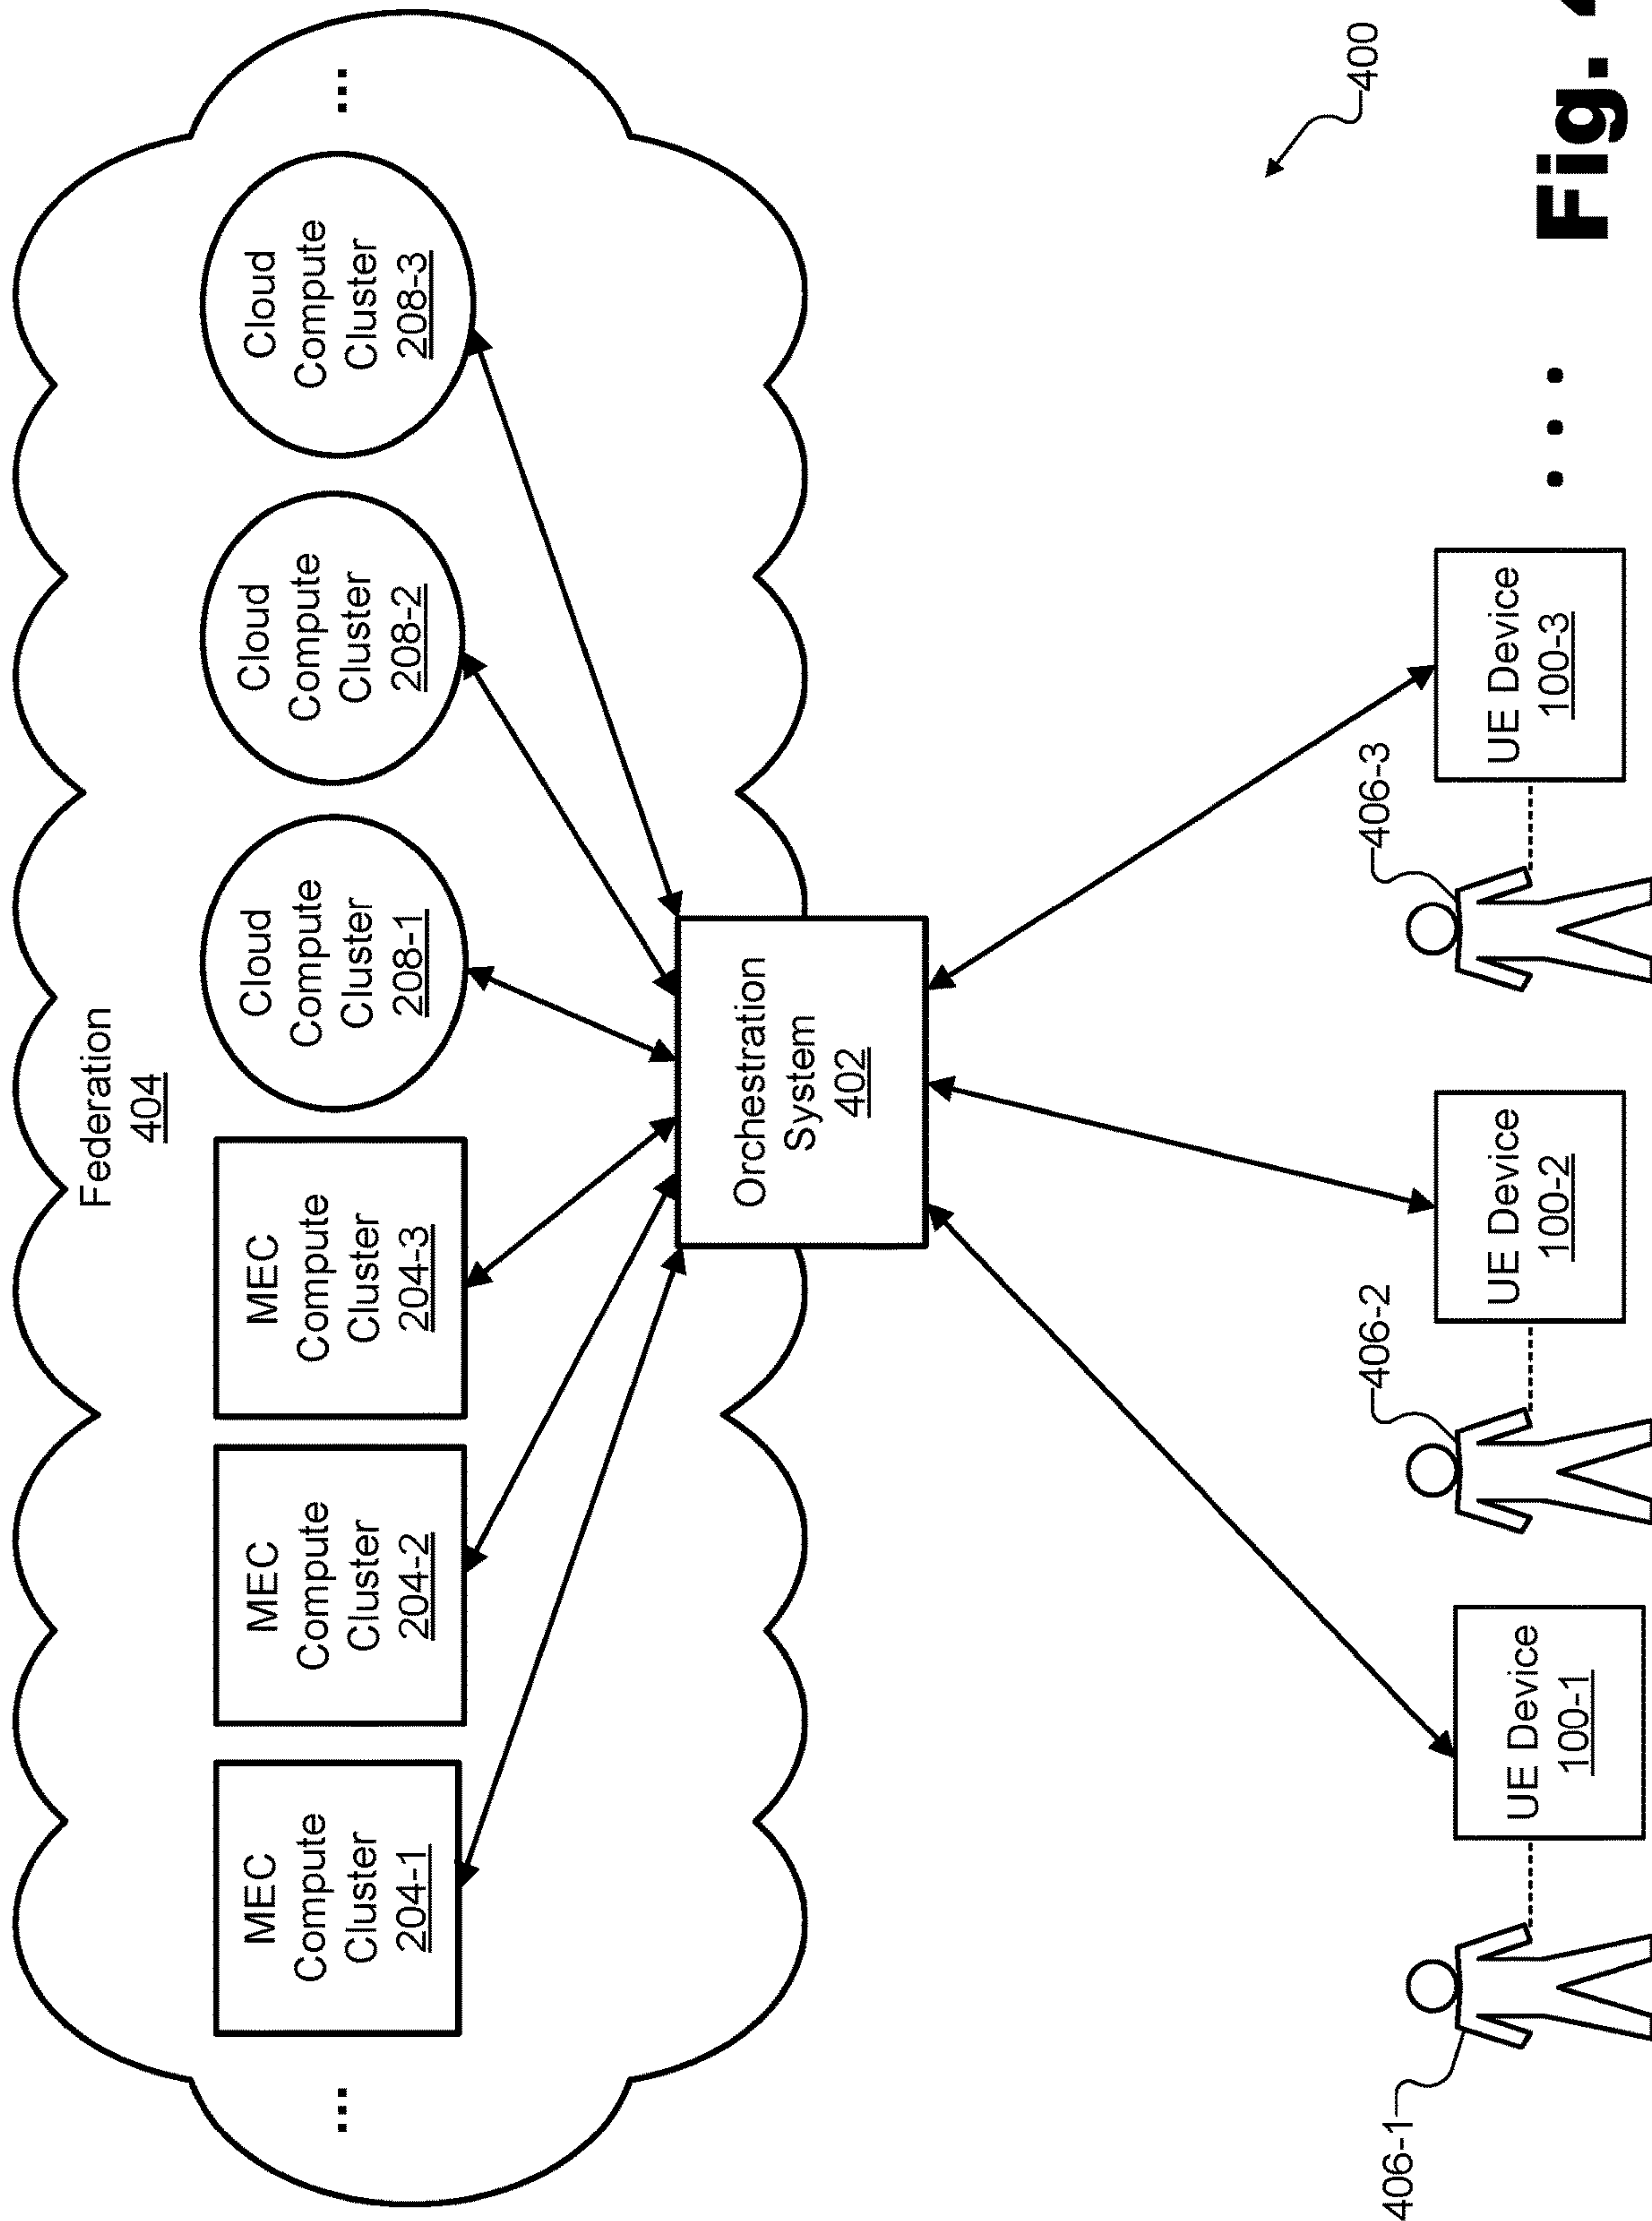 Federation
404
...
MEC
Compute
Cluster
204-1
MEC
Compute
Cluster
204-2
MEC
Compute
Cluster
204-3
Cloud
Compute
Cluster
208-1
Cloud
Compute
Cluster
208-2
Cloud
Compute
Cluster
208-3
...
Orchestration
System
402
400
406-1
UE Device
100-1
406-2
UE Device
100-2
406-3
UE Device
100-3
. . .
Fig.